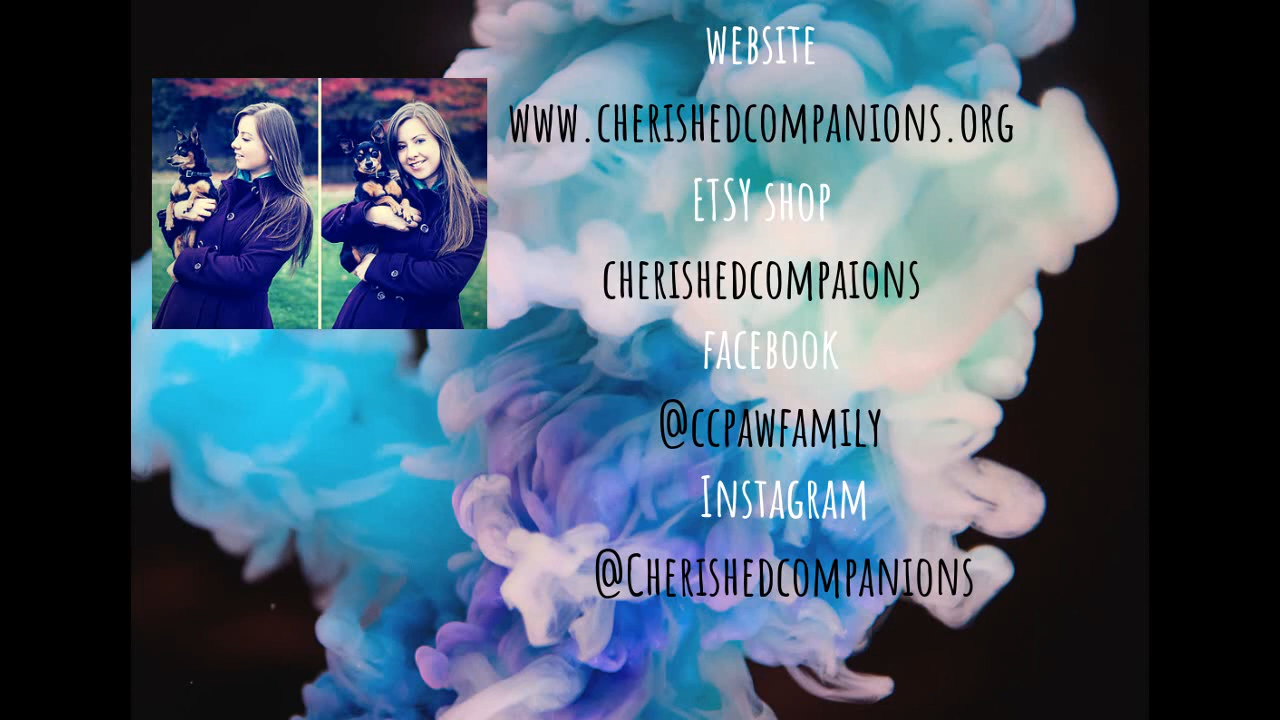 website
www.cherishedcompanions.org
ETSY shop
cherishedcompaions
facebook
@ccpawfamily
Instagram
@Cherishedcompanions